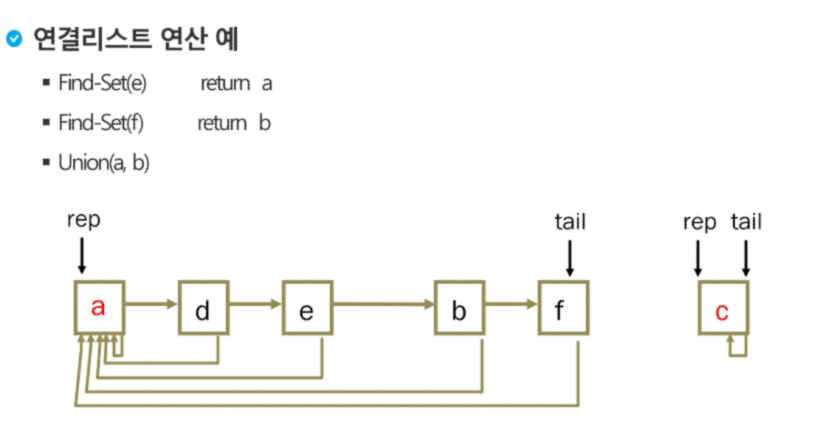 연결리스트 연산 예
▪ Find-Set(e) return a
▪ Find-Set(f) return b
▪ Union(a, b)
rep tail rep tail
a d e b f c